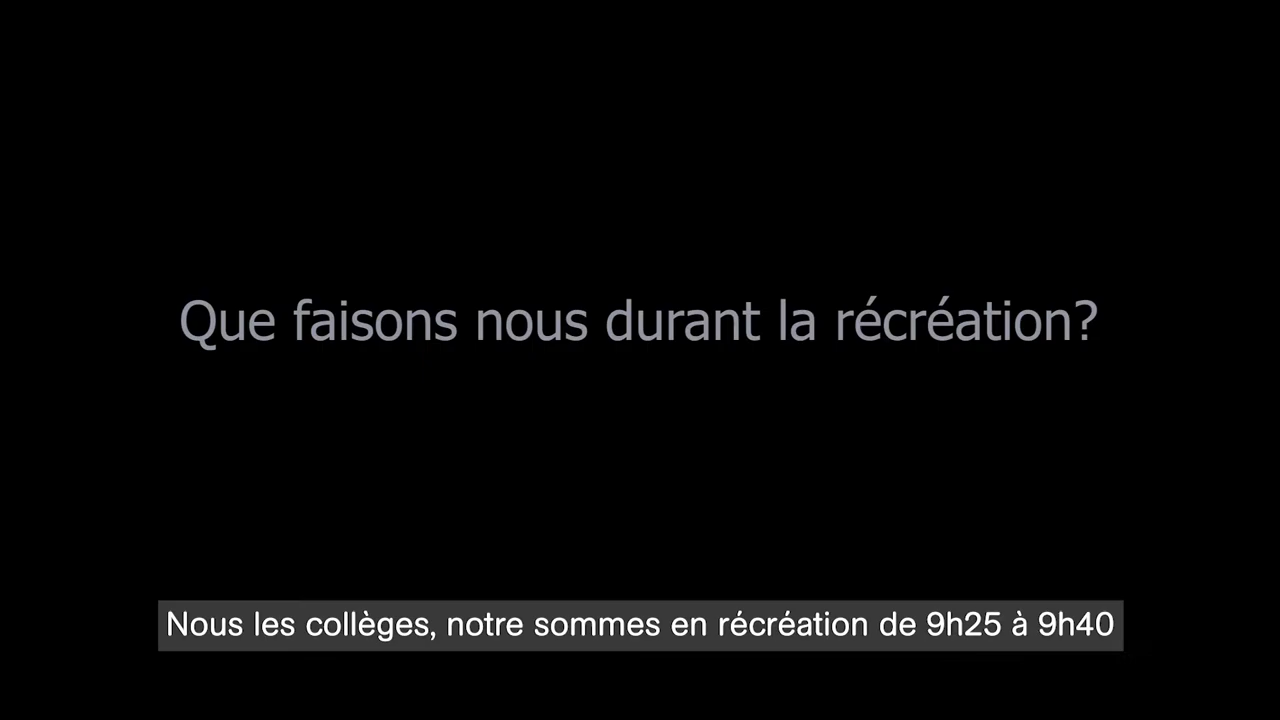 Que faisons nous durant la récréation?
Nous les collèges, notre sommes en récréation de 9h25 à 9h40